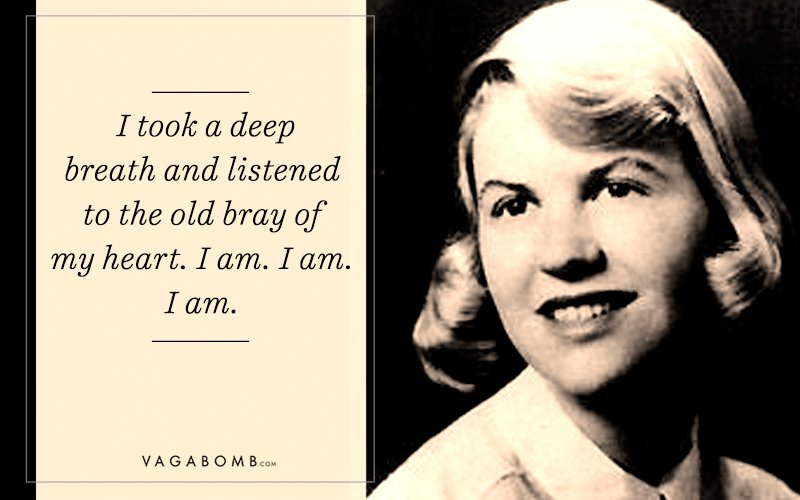 I took a deep
breath and listened
to the old bray of
my heart. I am. I am.
I am.
VAGABOMB.COM